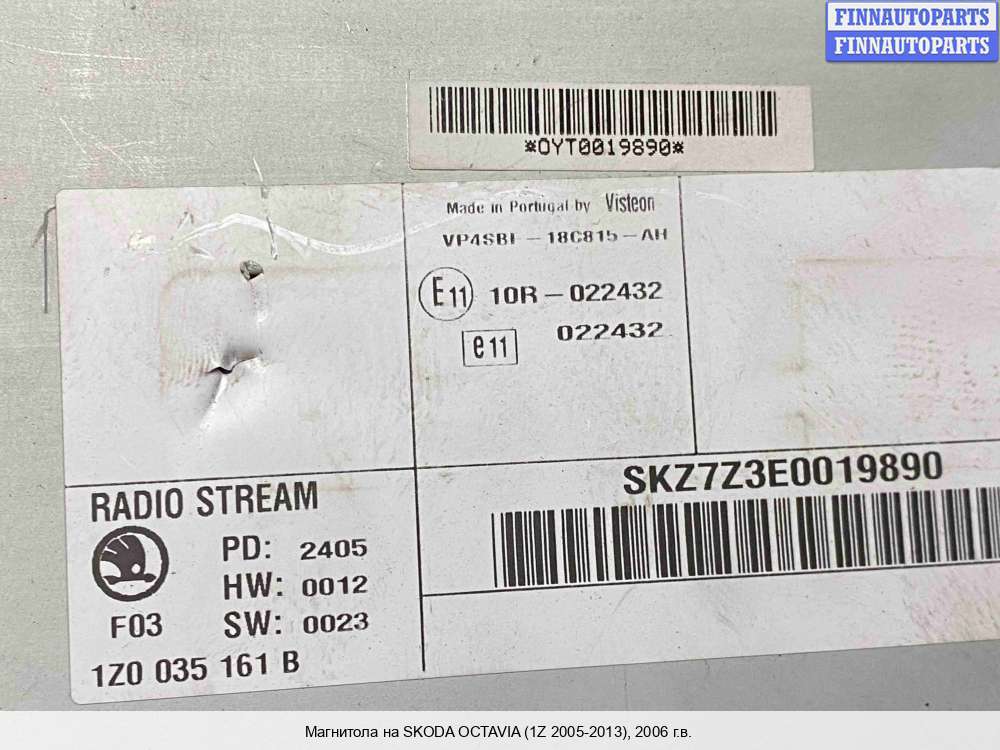 FINNAUTOPARTS
FINNAUTOPARTS
*OYT0019890*
Made in Portugal by Visteon
VP4SBF-18C815-AH
E11 10R-022432
e11 022432
SKZ7Z3E0019890
RADIO STREAM
PD: 2405
HW: 0012
F03 SW: 0023
1Z0 035 161 B
Магнитола на SKODA OCTAVIA (1Z 2005-2013), 2006 г.в.